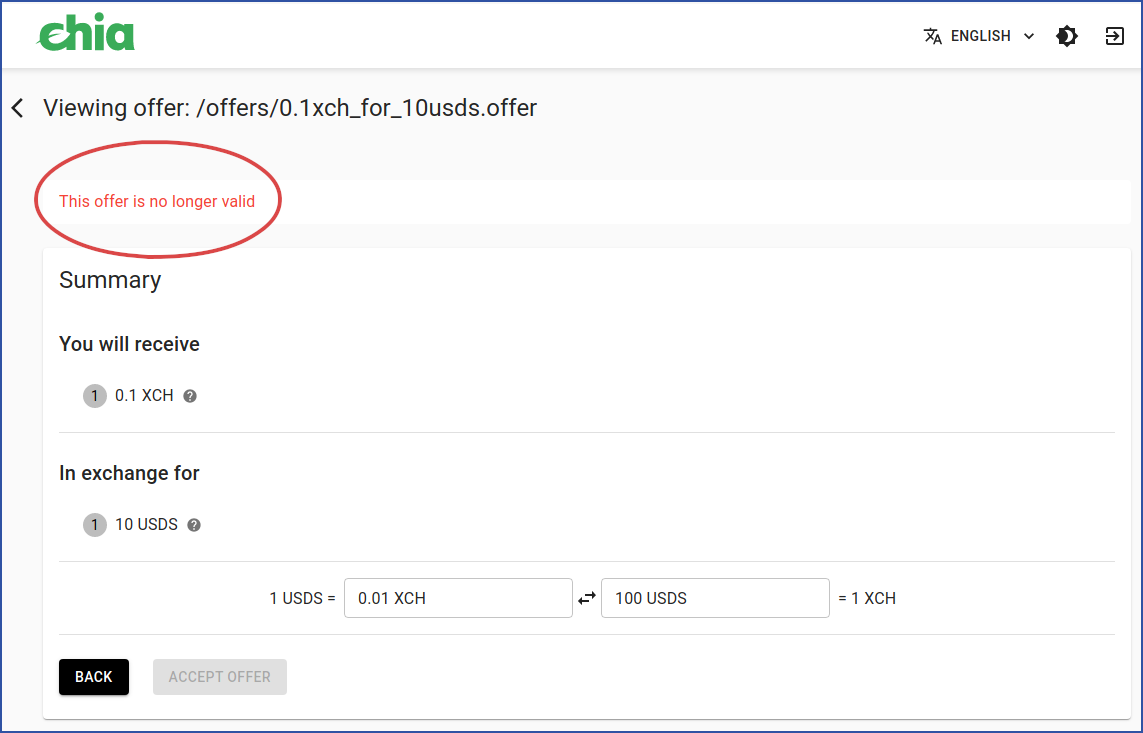 chia
ENGLISH
Viewing offer: /offers/0.1xch_for_10usds.offer
This offer is no longer valid
Summary
You will receive
1 0.1 XCH ?
In exchange for
1 10 USDS ?
1 USDS = 0.01 XCH 100 USDS = 1 XCH
BACK ACCEPT OFFER